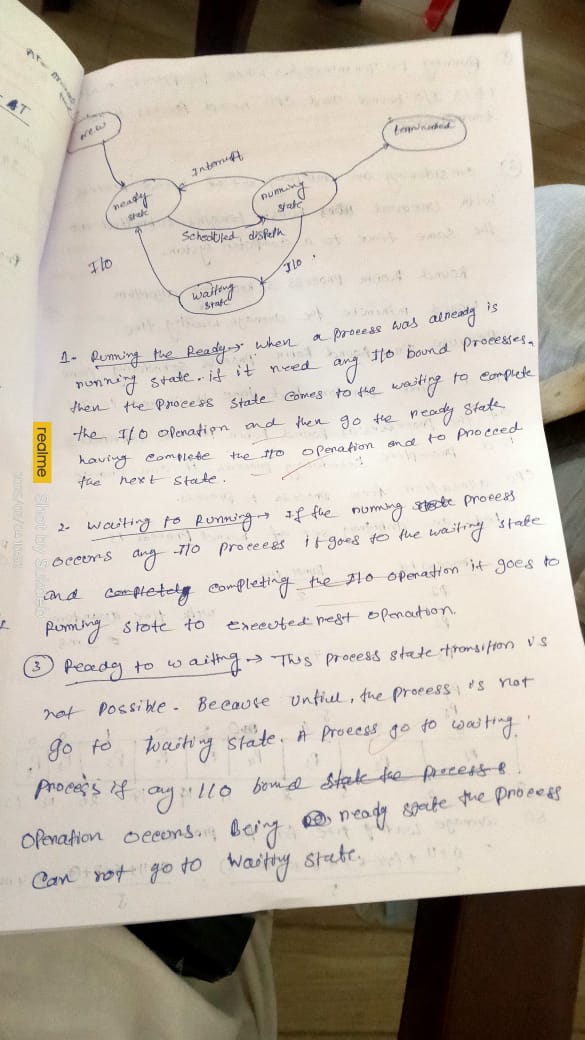 AT
new
terminated
Interrupt
ready
state
running
state
Scheduled dispath
I/O
I/O
waiting
state
1- Running the Ready → when a process was already is
running state. if it need any I/O bound processes,
then the process state comes to the waiting to complete
the I/O operation and then go the ready state
having complete the I/O operation and to proceed
the next state.
2- waiting to Running → If the running state process
occors any I/O proceess it goes to the waiting state
and completely completing the I/O operation it goes to
Running state to executed next operation.
3 Ready to waiting → This process state transition is
not possible. Because untill, the process is not
go to waiting state. A process go to waiting
process if any I/O bound state the process
operation occors. Being ready state the process
can not go to waiting state.
realme Shot by